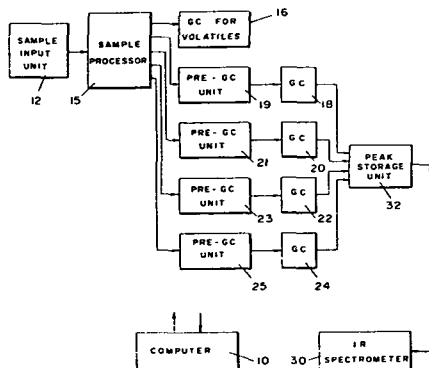 SAMPLE
INPUT
UNIT
12
SAMPLE
PROCESSOR
15
GC FOR
VOLATILES
16
PRE-GC
UNIT
19
GC
18
PRE-GC
UNIT
21
GC
20
PRE-GC
UNIT
23
GC
22
PRE-GC
UNIT
25
GC
24
PEAK
STORAGE
UNIT
32
COMPUTER
10
30
IR
SPECTROMETER